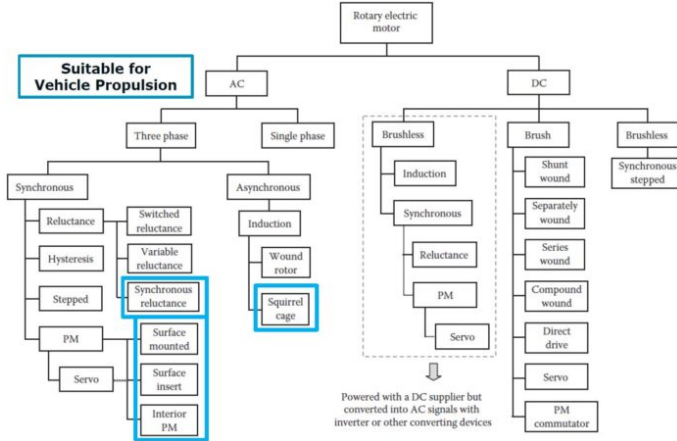 Rotary electric
motor
Suitable for
Vehicle Propulsion
AC
DC
Three phase
Single phase
Brushless
Brush
Brushless
Synchronous
Asynchronous
Induction
Shunt
wound
Synchronous
stepped
Reluctance
Switched
reluctance
Induction
Synchronous
Separately
wound
Hysteresis
Variable
reluctance
Wound
rotor
Reluctance
Series
wound
Stepped
Synchronous
reluctance
Squirrel
cage
PM
Compound
wound
PM
Surface
mounted
Servo
Direct
drive
Servo
Surface
insert
Servo
Interior
PM
Powered with a DC supplier but
converted into AC signals with
inverter or other converting devices
PM
commutator